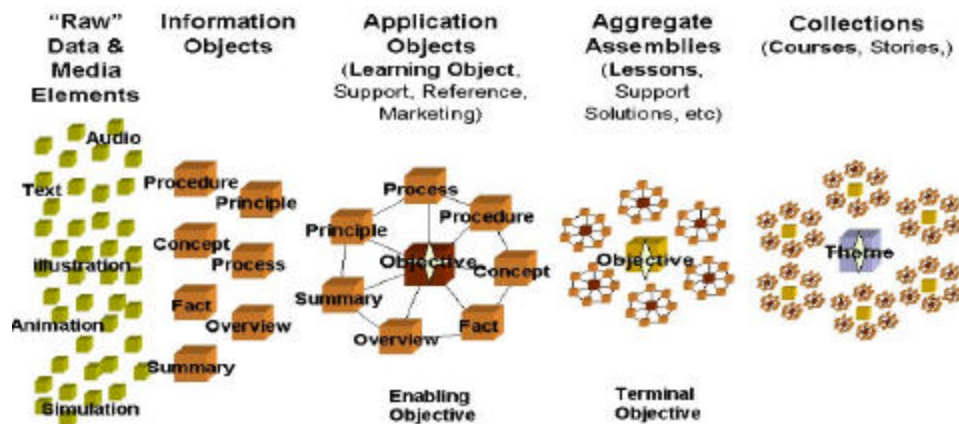 “Raw”
Data &
Media
Elements
Audio
Text
Illustration
Animation
Simulation
Information
Objects
Procedure
Principle
Concept
Process
Fact
Overview
Summary
Application
Objects
(Learning Object,
Support, Reference,
Marketing)
Process
Procedure
Principle
Objective
Concept
Summary
Fact
Overview
Enabling
Objective
Aggregate
Assemblies
(Lessons,
Support
Solutions, etc)
Objective
Terminal
Objective
Collections
(Courses, Stories,)
Theme